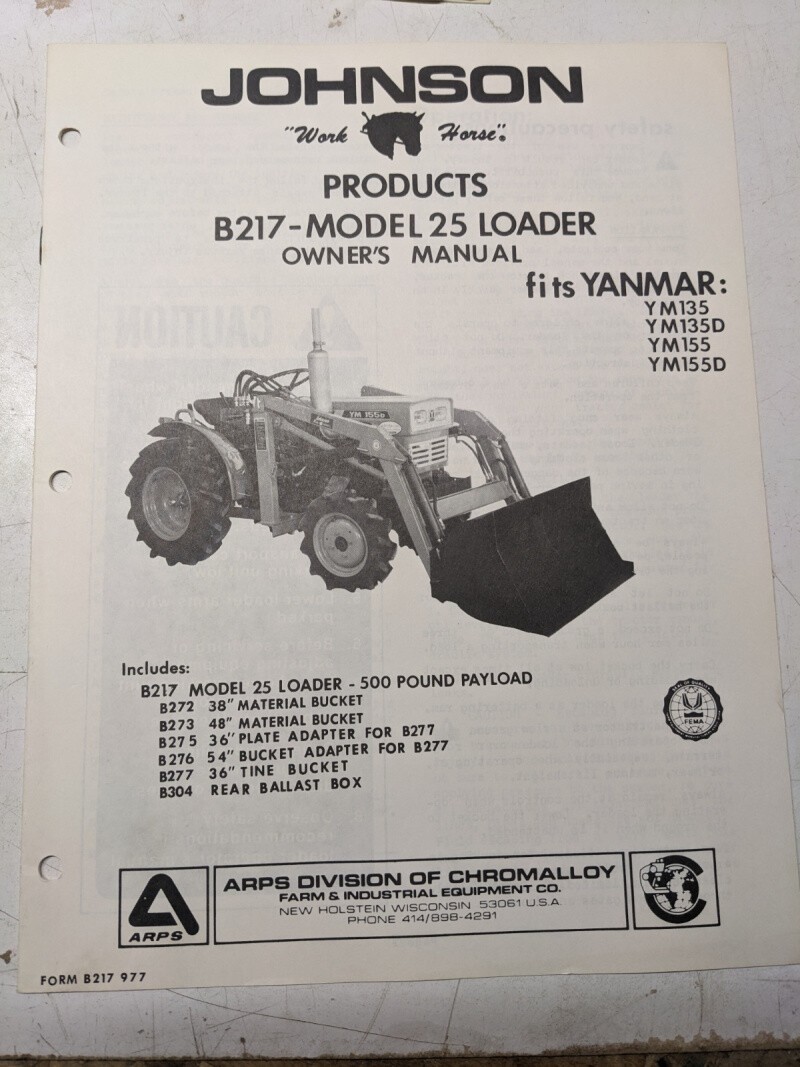 JOHNSON
"Work Horse".®
PRODUCTS
B217-MODEL 25 LOADER
OWNER'S MANUAL
fits YANMAR:
YM135
YM135D
YM155
YM155D
YM 155D
Includes:
B217 MODEL 25 LOADER - 500 POUND PAYLOAD
B272 38" MATERIAL BUCKET
B273 48" MATERIAL BUCKET
B275 36" PLATE ADAPTER FOR B277
B276 54" BUCKET ADAPTER FOR B277
B277 36" TINE BUCKET
B304 REAR BALLAST BOX
FEMA
ARPS
ARPS DIVISION OF CHROMALLOY
FARM & INDUSTRIAL EQUIPMENT CO.
NEW HOLSTEIN WISCONSIN 53061 U.S.A.
PHONE 414/898-4291
FORM B217 977